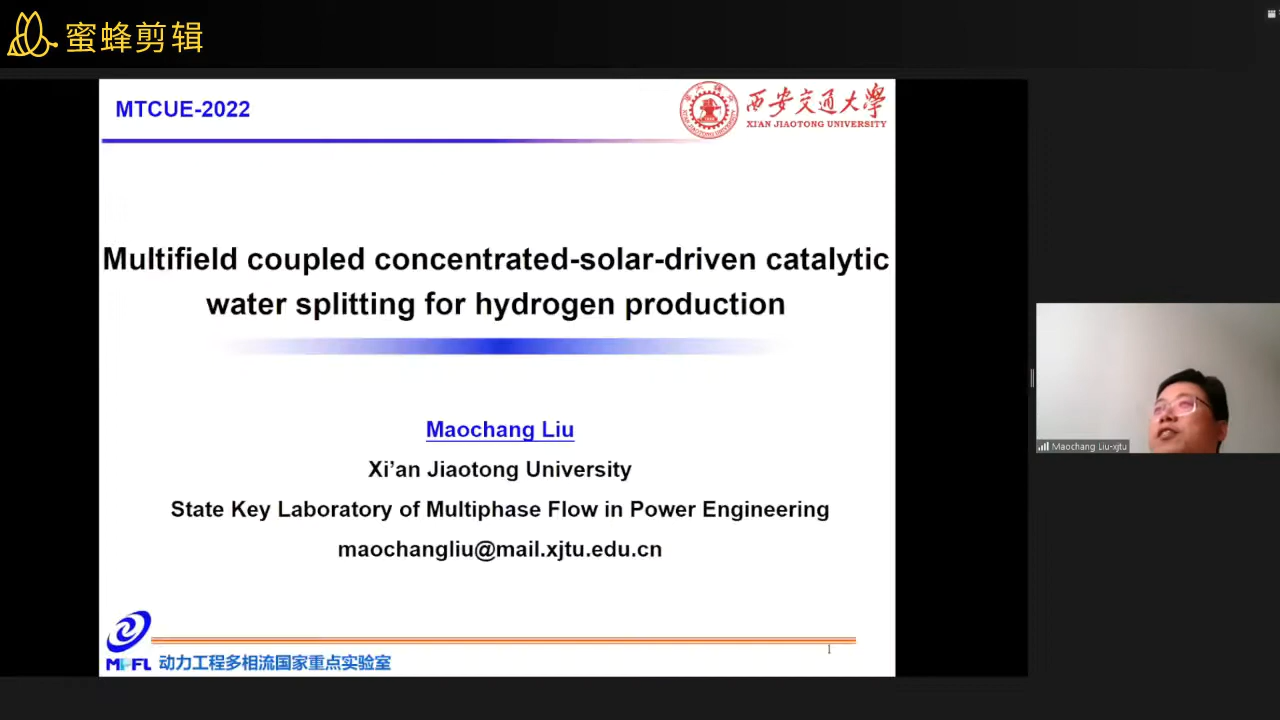 蜜蜂剪辑
MTCUE-2022
西安交通大學
XI'AN JIAOTONG UNIVERSITY
Multifield coupled concentrated-solar-driven catalytic
water splitting for hydrogen production
Maochang Liu
Xi'an Jiaotong University
State Key Laboratory of Multiphase Flow in Power Engineering
maochangliu@mail.xjtu.edu.cn
Maochang Liu-xjtu
1
动力工程多相流国家重点实验室